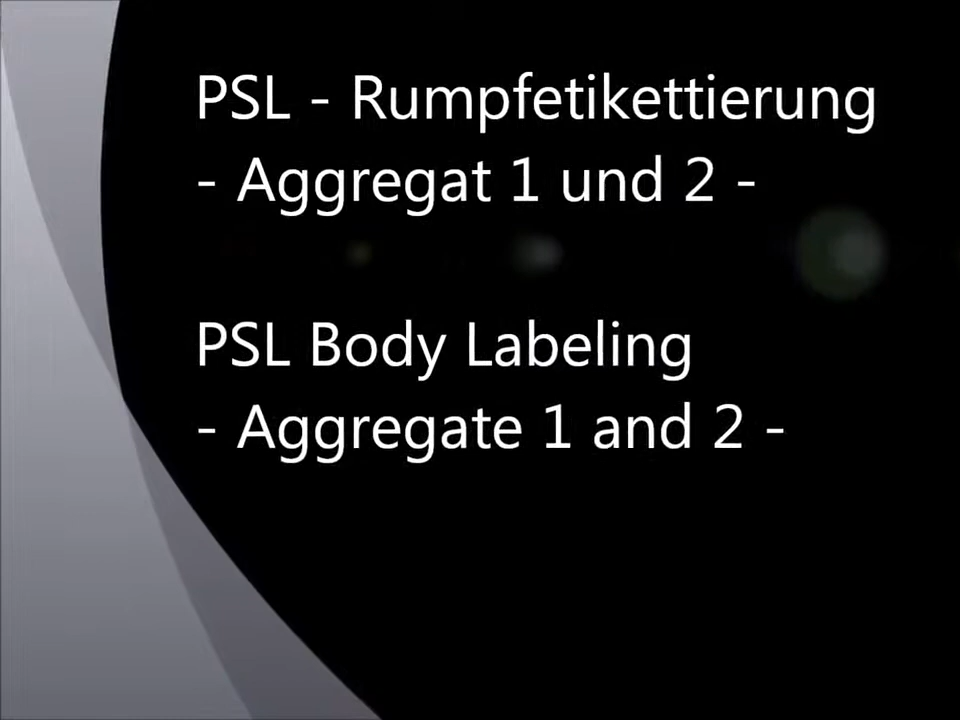 PSL - Rumpfetikettierung
- Aggregat 1 und 2 -
PSL Body Labeling
- Aggregate 1 and 2 -